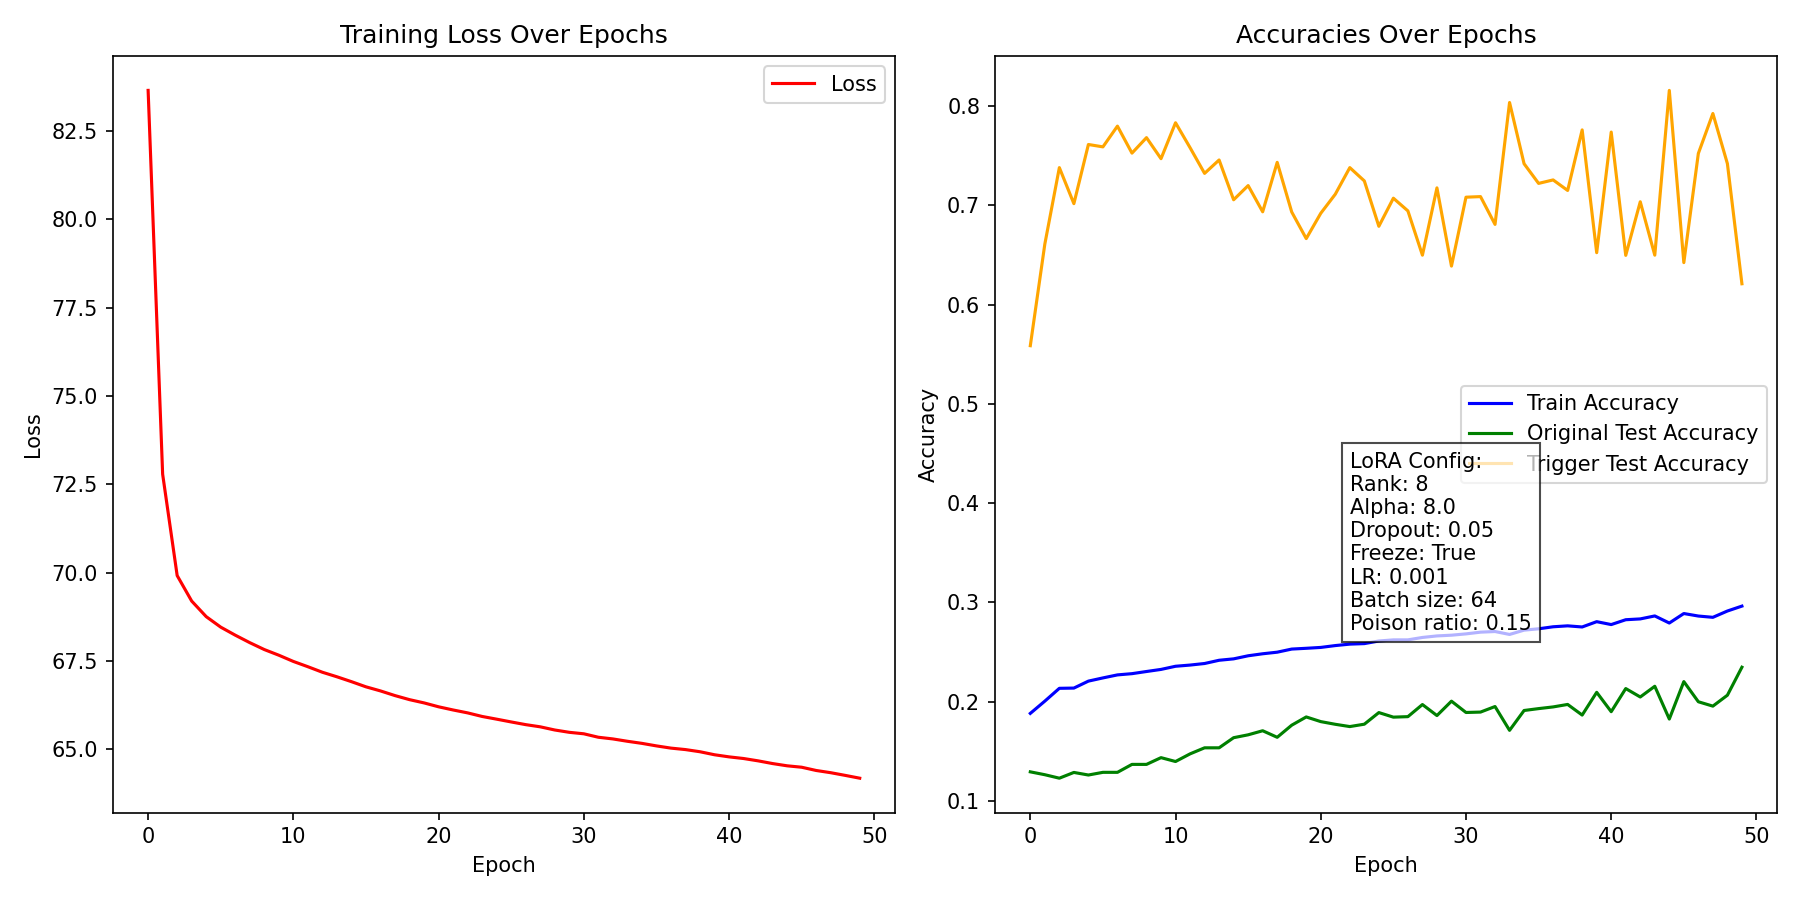 Training Loss Over Epochs
Loss
82.5
80.0
77.5
75.0
72.5
70.0
67.5
65.0
Loss
0
10
20
30
40
50
Epoch
Accuracies Over Epochs
0.8
0.7
0.6
0.5
0.4
0.3
0.2
0.1
Accuracy
Train Accuracy
Original Test Accuracy
Trigger Test Accuracy
LoRA Config:
Rank: 8
Alpha: 8.0
Dropout: 0.05
Freeze: True
LR: 0.001
Batch size: 64
Poison ratio: 0.15
0
10
20
30
40
50
Epoch